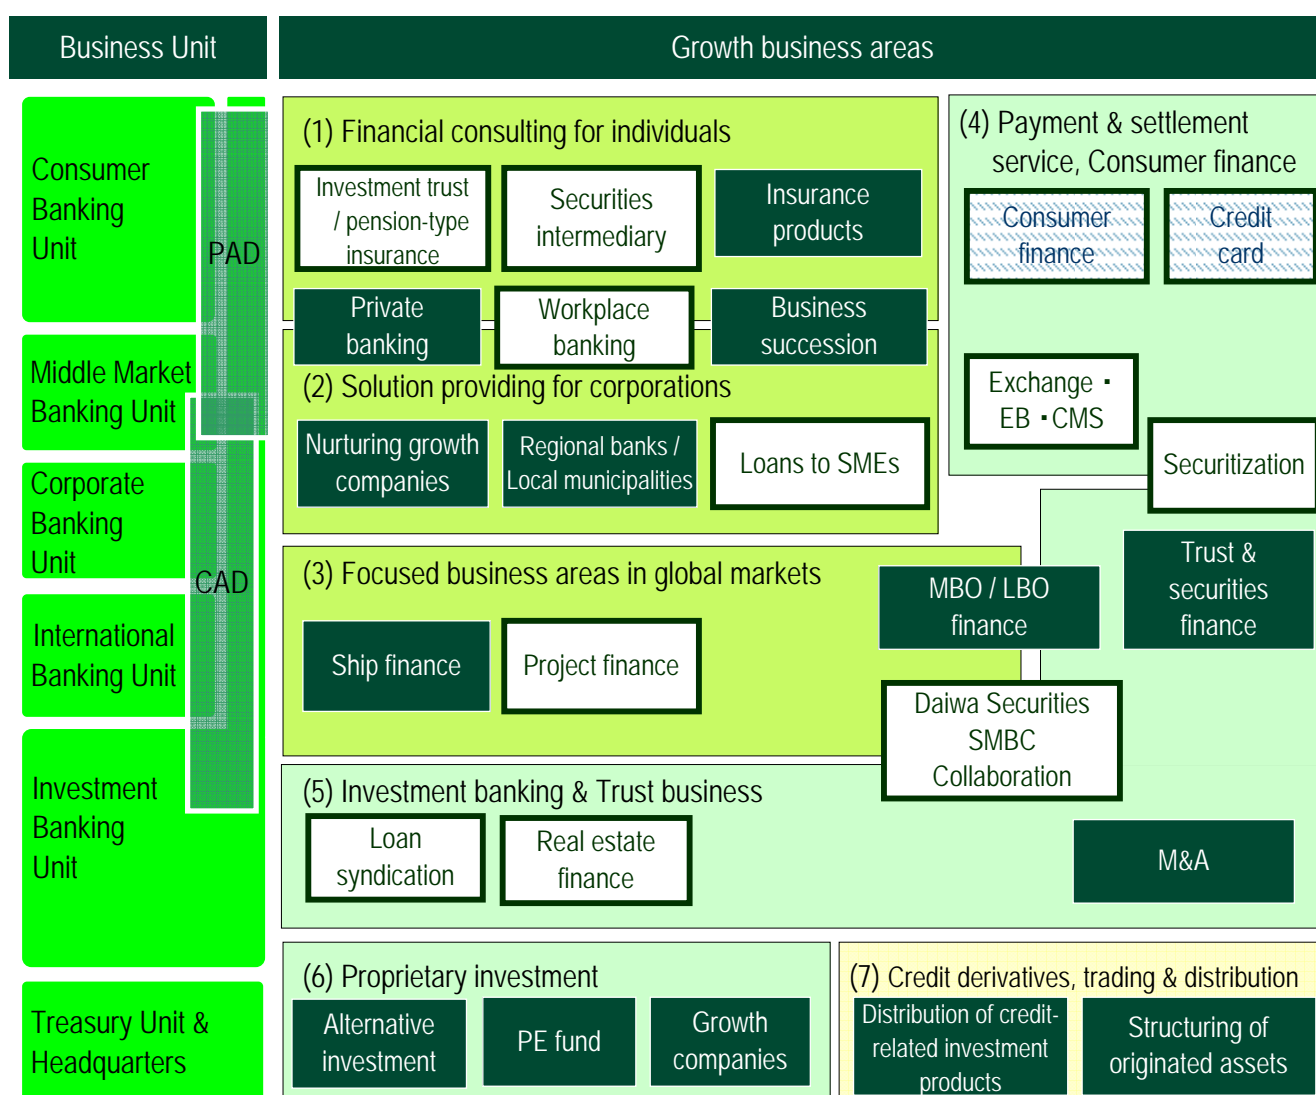 Business Unit
Growth business areas
Consumer
Banking
Unit
PAD
Middle Market
Banking Unit
Corporate
Banking
Unit
CAD
International
Banking Unit
Investment
Banking
Unit
Treasury Unit &
Headquarters
(1) Financial consulting for individuals
Investment trust
/ pension-type
insurance
Securities
intermediary
Insurance
products
Private
banking
Workplace
banking
Business
succession
(2) Solution providing for corporations
Nurturing growth
companies
Regional banks /
Local municipalities
Loans to SMEs
(3) Focused business areas in global markets
Ship finance
Project finance
MBO / LBO
finance
Daiwa Securities
SMBC
Collaboration
(4) Payment & settlement
service, Consumer finance
Consumer
finance
Credit
card
Exchange・
EB・CMS
Securitization
Trust &
securities
finance
(5) Investment banking & Trust business
Loan
syndication
Real estate
finance
M&A
(6) Proprietary investment
Alternative
investment
PE fund
Growth
companies
(7) Credit derivatives, trading & distribution
Distribution of credit-
related investment
products
Structuring of
originated assets